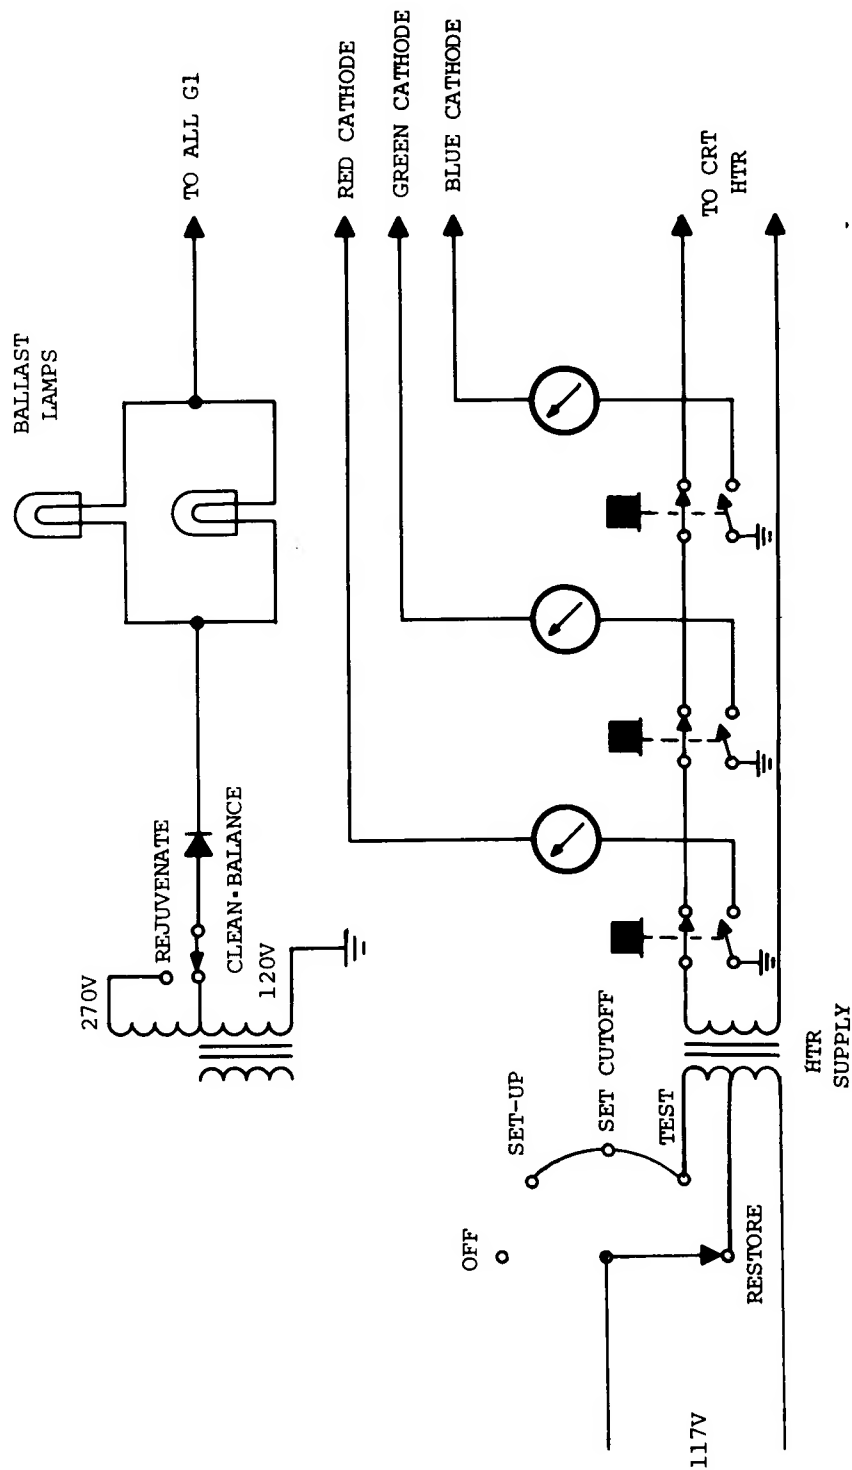 BALLAST
LAMPS
TO ALL G1
270V
REJUVENATE
CLEAN·BALANCE
120V
RED CATHODE
GREEN CATHODE
BLUE CATHODE
OFF
SET-UP
SET CUTOFF
TEST
RESTORE
117V
HTR
SUPPLY
TO CRT
HTR